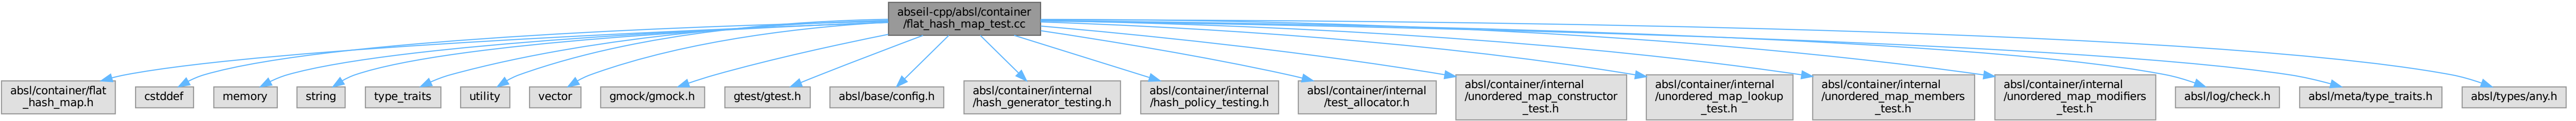 abseil-cpp/absl/container
/flat_hash_map_test.cc
absl/container/flat
_hash_map.h
cstddef
memory
string
type_traits
utility
vector
gmock/gmock.h
gtest/gtest.h
absl/base/config.h
absl/container/internal
/hash_generator_testing.h
absl/container/internal
/hash_policy_testing.h
absl/container/internal
/test_allocator.h
absl/container/internal
/unordered_map_constructor
_test.h
absl/container/internal
/unordered_map_lookup
_test.h
absl/container/internal
/unordered_map_members
_test.h
absl/container/internal
/unordered_map_modifiers
_test.h
absl/log/check.h
absl/meta/type_traits.h
absl/types/any.h